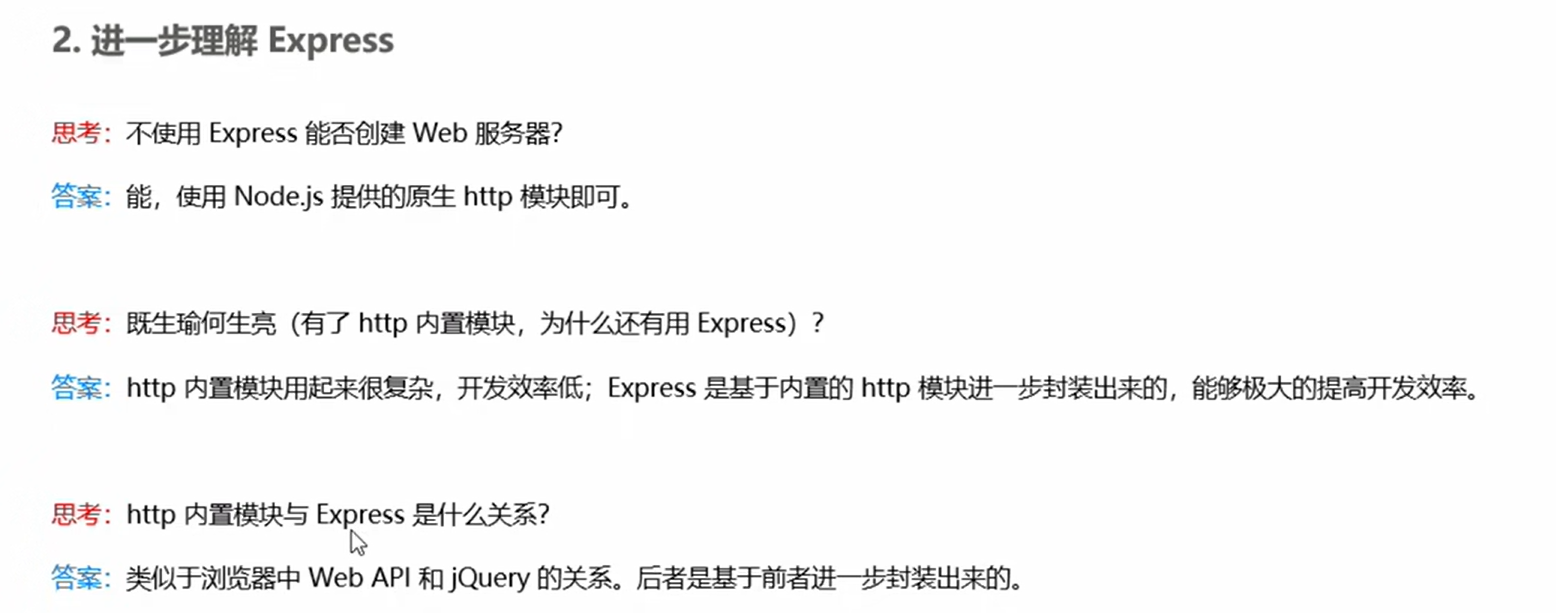 2. 进一步理解 Express
思考：不使用 Express 能否创建 Web 服务器？
答案：能，使用 Node.js 提供的原生 http 模块即可。
思考：既生瑜何生亮（有了 http 内置模块，为什么还有用 Express）？
答案：http 内置模块用起来很复杂，开发效率低；Express 是基于内置的 http 模块进一步封装出来的，能够极大的提高开发效率。
思考：http 内置模块与 Express 是什么关系？
答案：类似于浏览器中 Web API 和 jQuery 的关系。后者是基于前者进一步封装出来的。